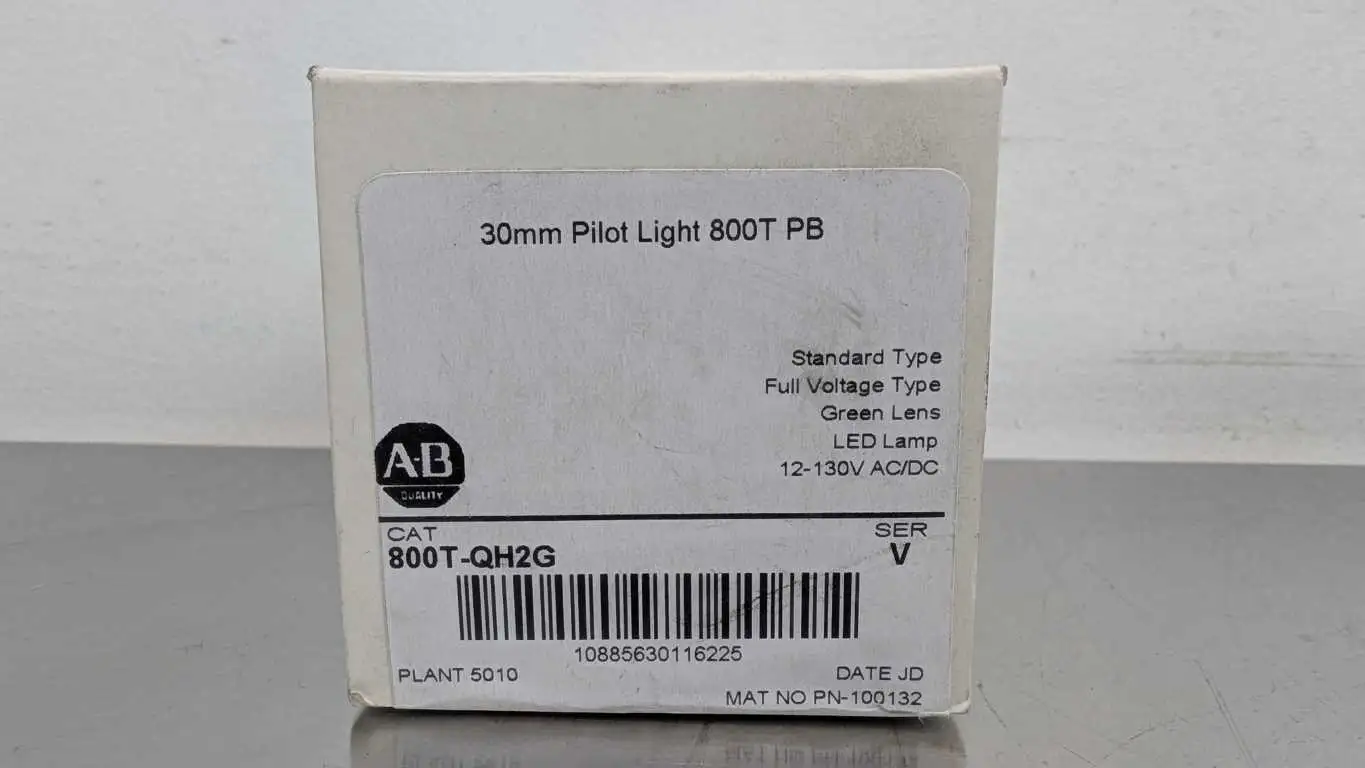 30mm Pilot Light 800T PB
Standard Type
Full Voltage Type
Green Lens
LED Lamp
12-130V AC/DC
A-B
QUALITY
CAT
SER
800T-QH2G
V
10885630116225
PLANT 5010
DATE JD
MAT NO PN-100132